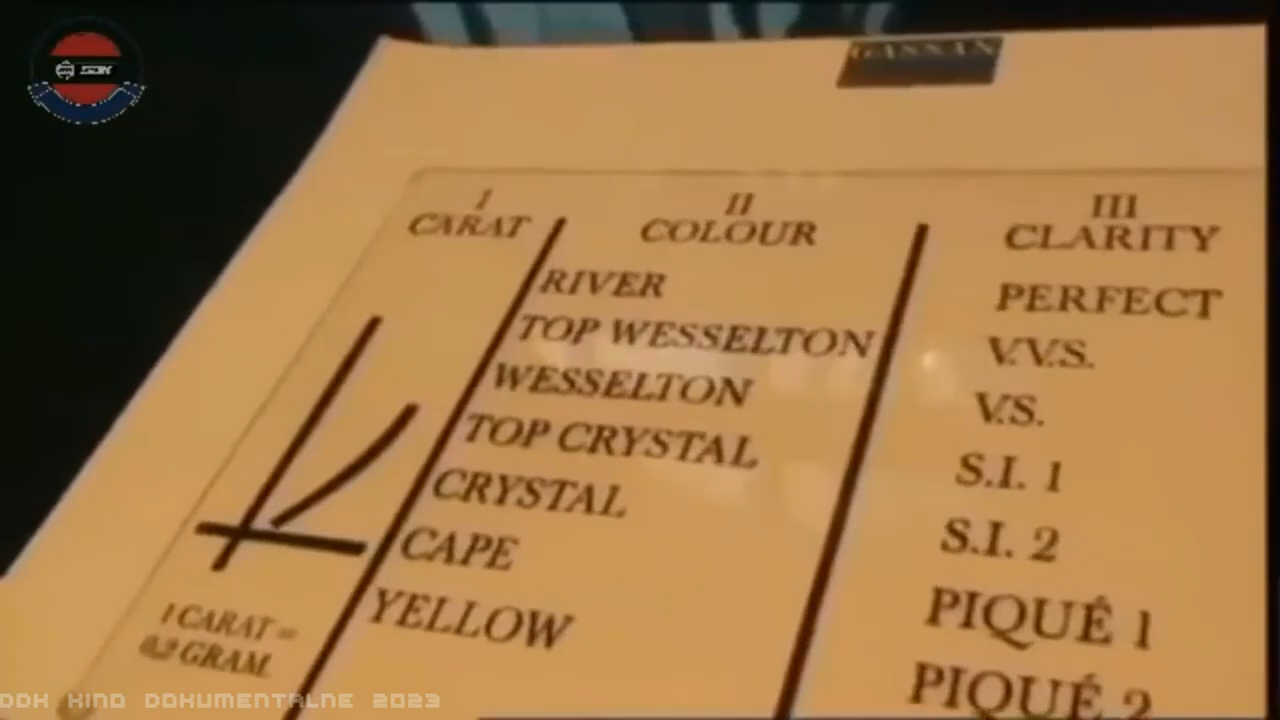 SDK
GASSAN
I
CARAT
II
COLOUR
III
CLARITY
RIVER
TOP WESSELTON
WESSELTON
TOP CRYSTAL
CRYSTAL
CAPE
YELLOW
PERFECT
V.V.S.
V.S.
S.I. 1
S.I. 2
PIQUÉ 1
PIQUÉ 2
1 CARAT =
0,2 GRAM
DDK KINO DOKUMENTALNE 2023